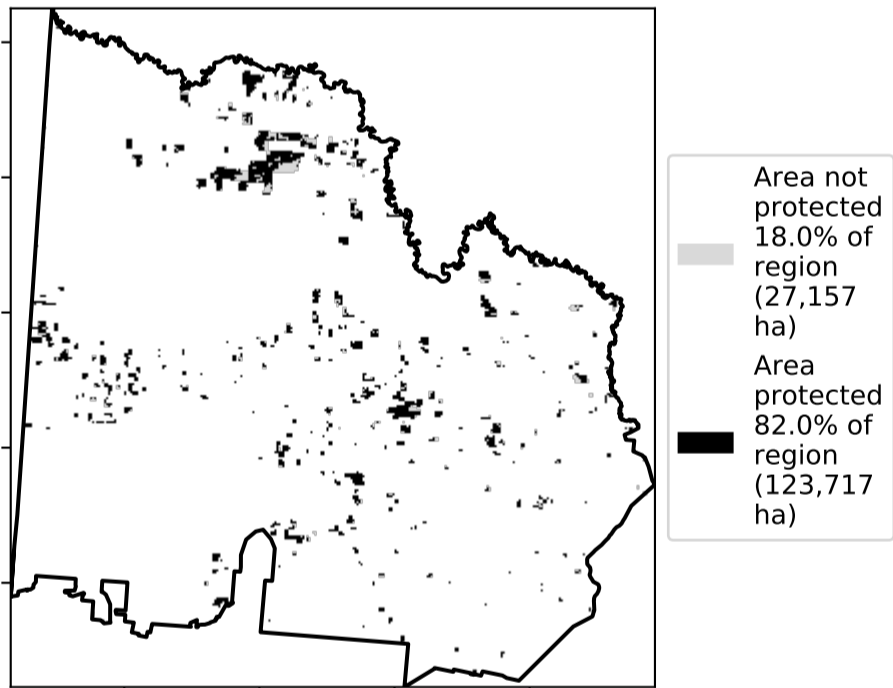 Area not
protected
18.0% of
region
(27,157
ha)
Area
protected
82.0% of
region
(123,717
ha)